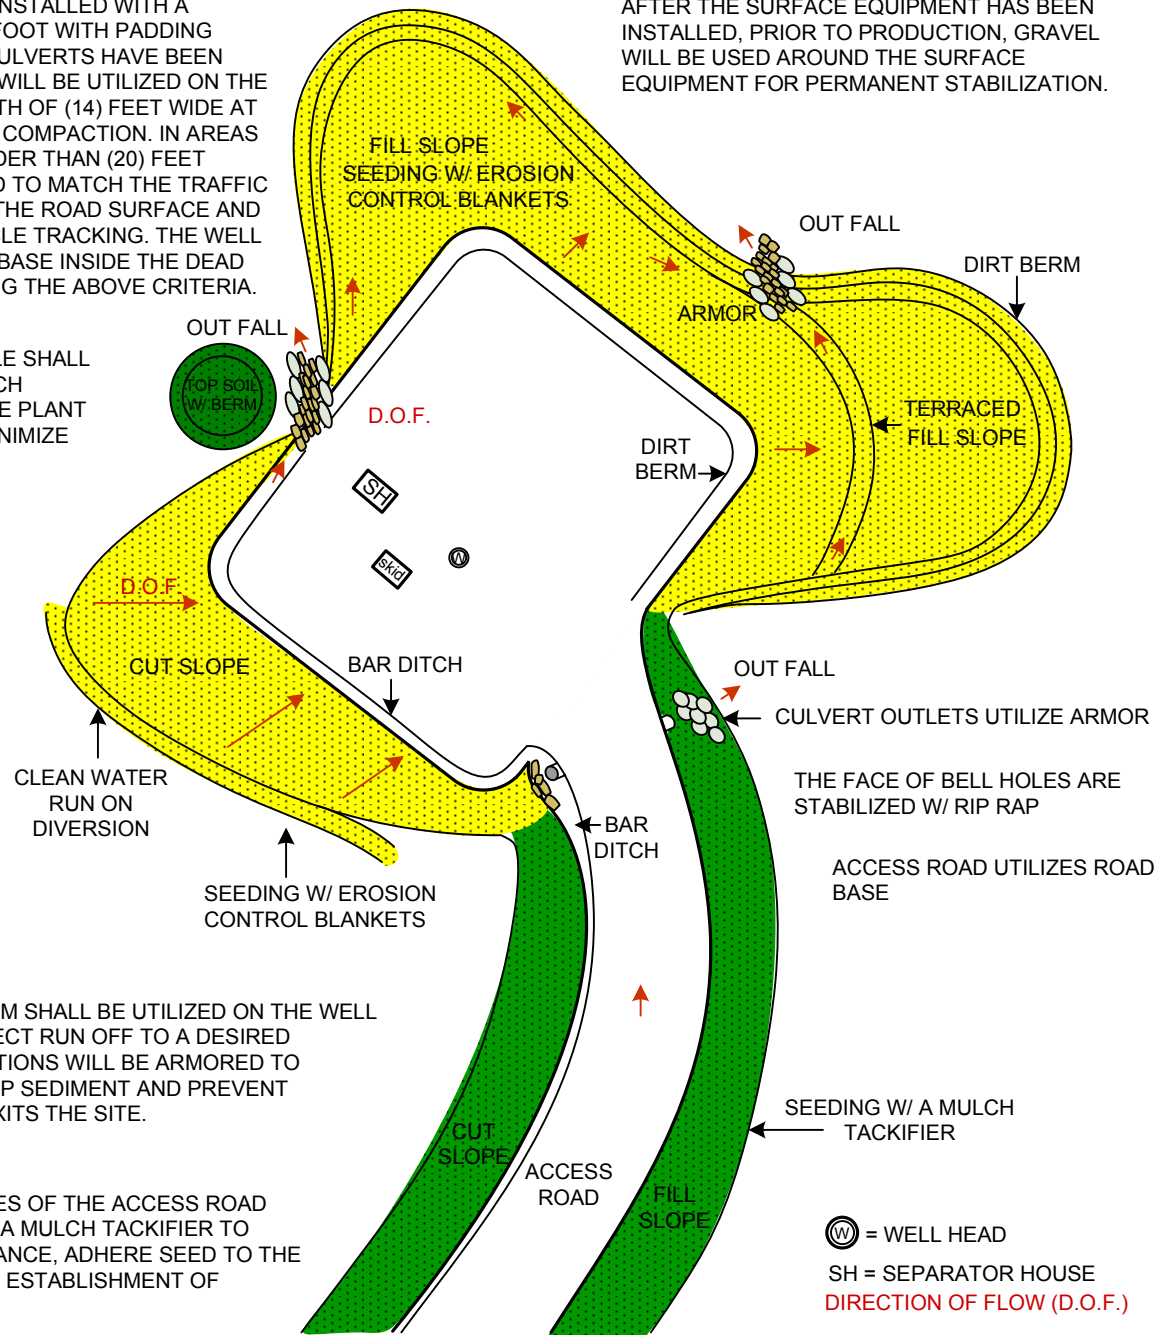 INSTALLED WITH A
FOOT WITH PADDING
CULVERTS HAVE BEEN
WILL BE UTILIZED ON THE
TH OF (14) FEET WIDE AT
COMPACTION. IN AREAS
DER THAN (20) FEET
D TO MATCH THE TRAFFIC
THE ROAD SURFACE AND
LE TRACKING. THE WELL
BASE INSIDE THE DEAD
NG THE ABOVE CRITERIA.
AFTER THE SURFACE EQUIPMENT HAS BEEN
INSTALLED, PRIOR TO PRODUCTION, GRAVEL
WILL BE USED AROUND THE SURFACE
EQUIPMENT FOR PERMANENT STABILIZATION.
FILL SLOPE
SEEDING W/ EROSION
CONTROL BLANKETS
OUT FALL
DIRT BERM
ARMOR
OUT FALL
LE SHALL
CH
E PLANT
NIMIZE
TOP SOIL
W/ BERM
D.O.F.
DIRT
BERM
TERRACED
FILL SLOPE
SH
skid
W
D.O.F.
CUT SLOPE
BAR DITCH
OUT FALL
CULVERT OUTLETS UTILIZE ARMOR
CLEAN WATER
RUN ON
DIVERSION
THE FACE OF BELL HOLES ARE
STABILIZED W/ RIP RAP
BAR
DITCH
ACCESS ROAD UTILIZES ROAD
BASE
SEEDING W/ EROSION
CONTROL BLANKETS
M SHALL BE UTILIZED ON THE WELL
ECT RUN OFF TO A DESIRED
TIONS WILL BE ARMORED TO
P SEDIMENT AND PREVENT
XITS THE SITE.
SEEDING W/ A MULCH
TACKIFIER
CUT
SLOPE
ACCESS
ROAD
FILL
SLOPE
ES OF THE ACCESS ROAD
A MULCH TACKIFIER TO
ANCE, ADHERE SEED TO THE
ESTABLISHMENT OF
W = WELL HEAD
SH = SEPARATOR HOUSE
DIRECTION OF FLOW (D.O.F.)